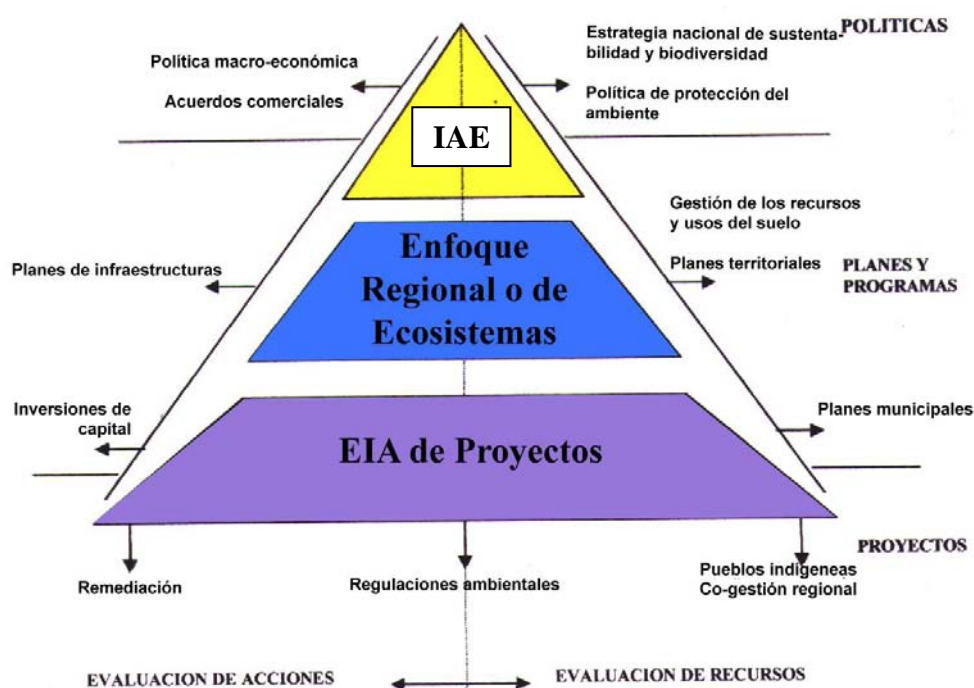 POLITICAS
Estrategia nacional de sustenta-
bilidad y biodiversidad
Política macro-económica
Acuerdos comerciales
Política de protección del
ambiente
IAE
Gestión de los recursos
y usos del suelo
Enfoque
Regional o de
Ecosistemas
Planes de infraestructuras
Planes territoriales
PLANES Y
PROGRAMAS
Inversiones de
capital
Planes municipales
EIA de Proyectos
PROYECTOS
Remediación
Regulaciones ambientales
Pueblos indígeneas
Co-gestión regional
EVALUACION DE ACCIONES
EVALUACION DE RECURSOS